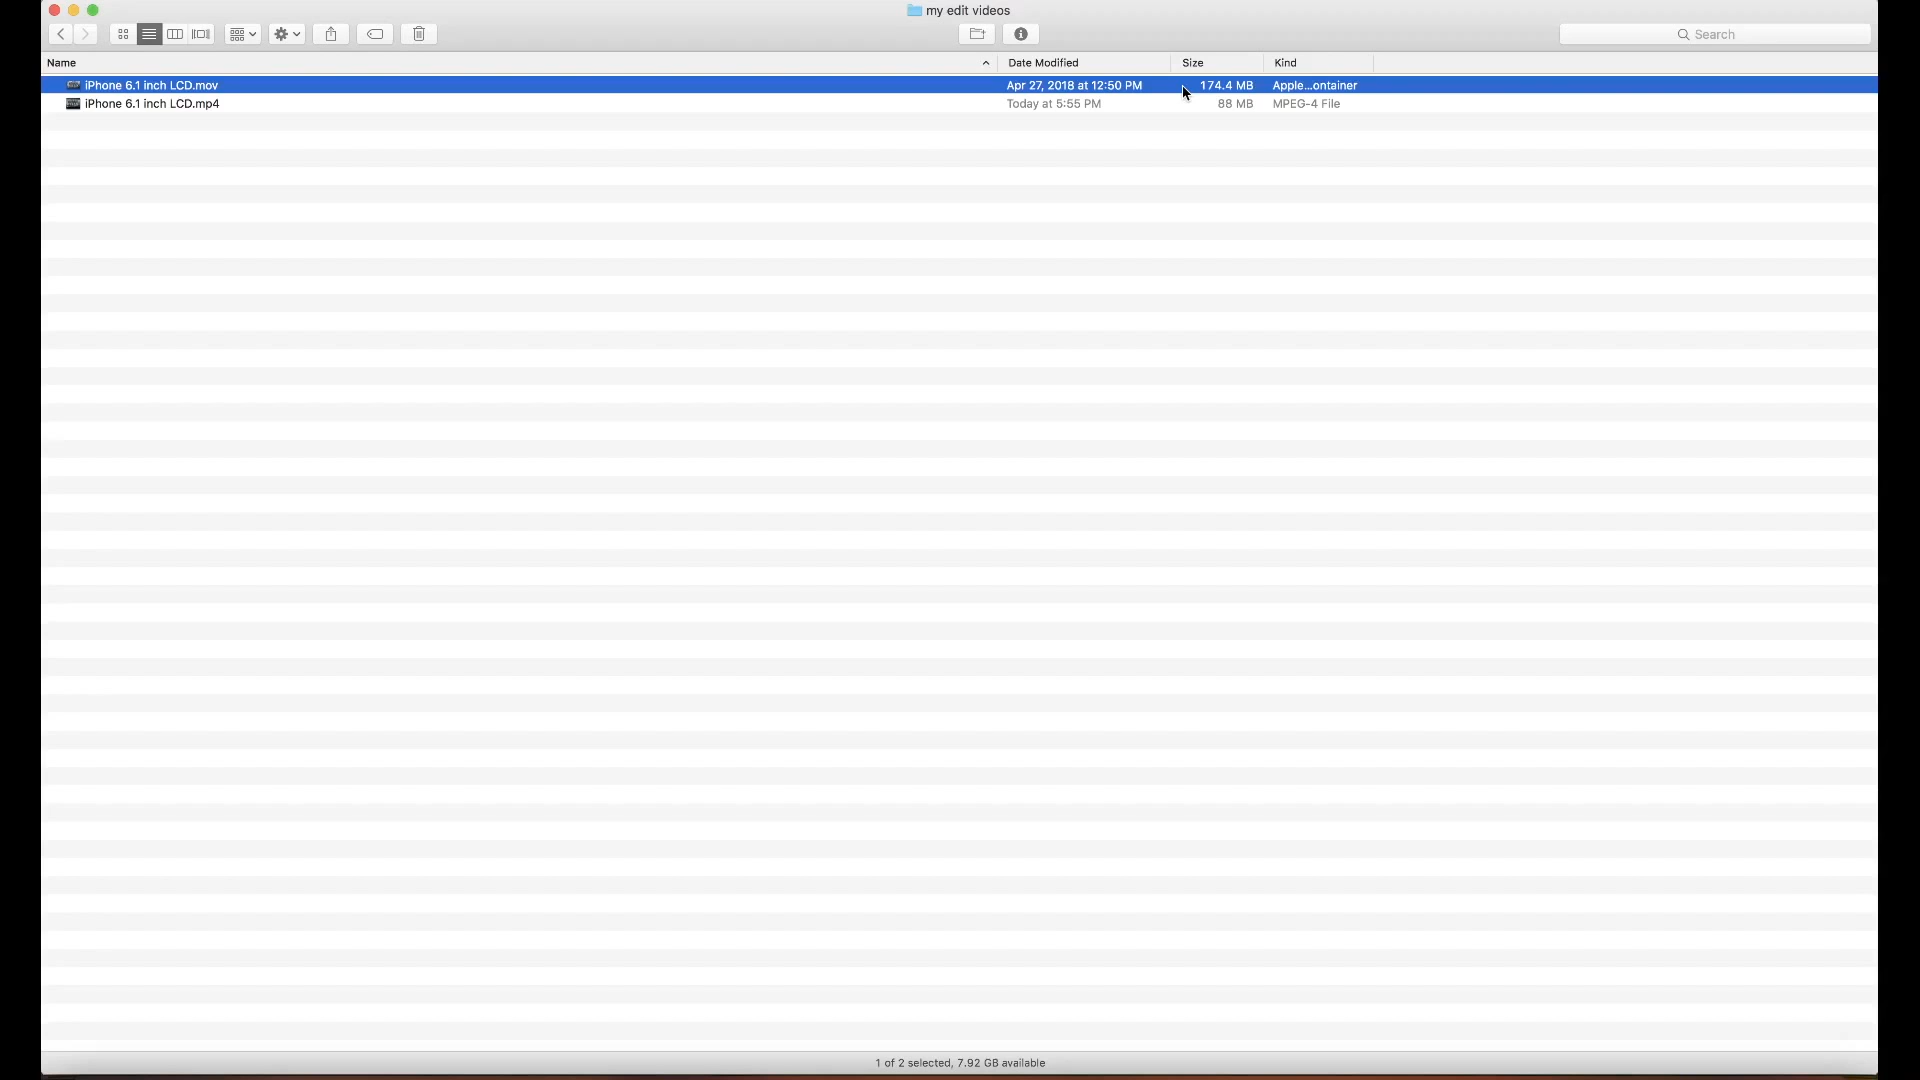 my edit videos
Search
Name Date Modified Size Kind
iPhone 6.1 inch LCD.mov Apr 27, 2018 at 12:50 PM 174.4 MB Apple...ontainer
iPhone 6.1 inch LCD.mp4 Today at 5:55 PM 88 MB MPEG-4 File
1 of 2 selected, 7.92 GB available